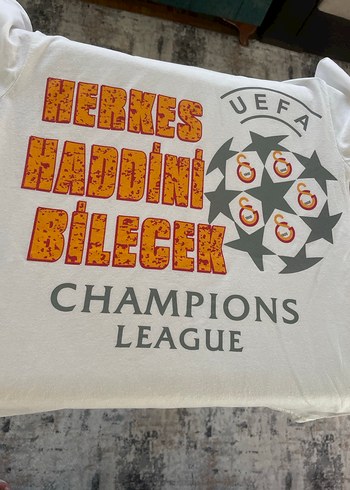 HERKES
HADDİNİ
BİLECEK
UEFA
CHAMPIONS
LEAGUE